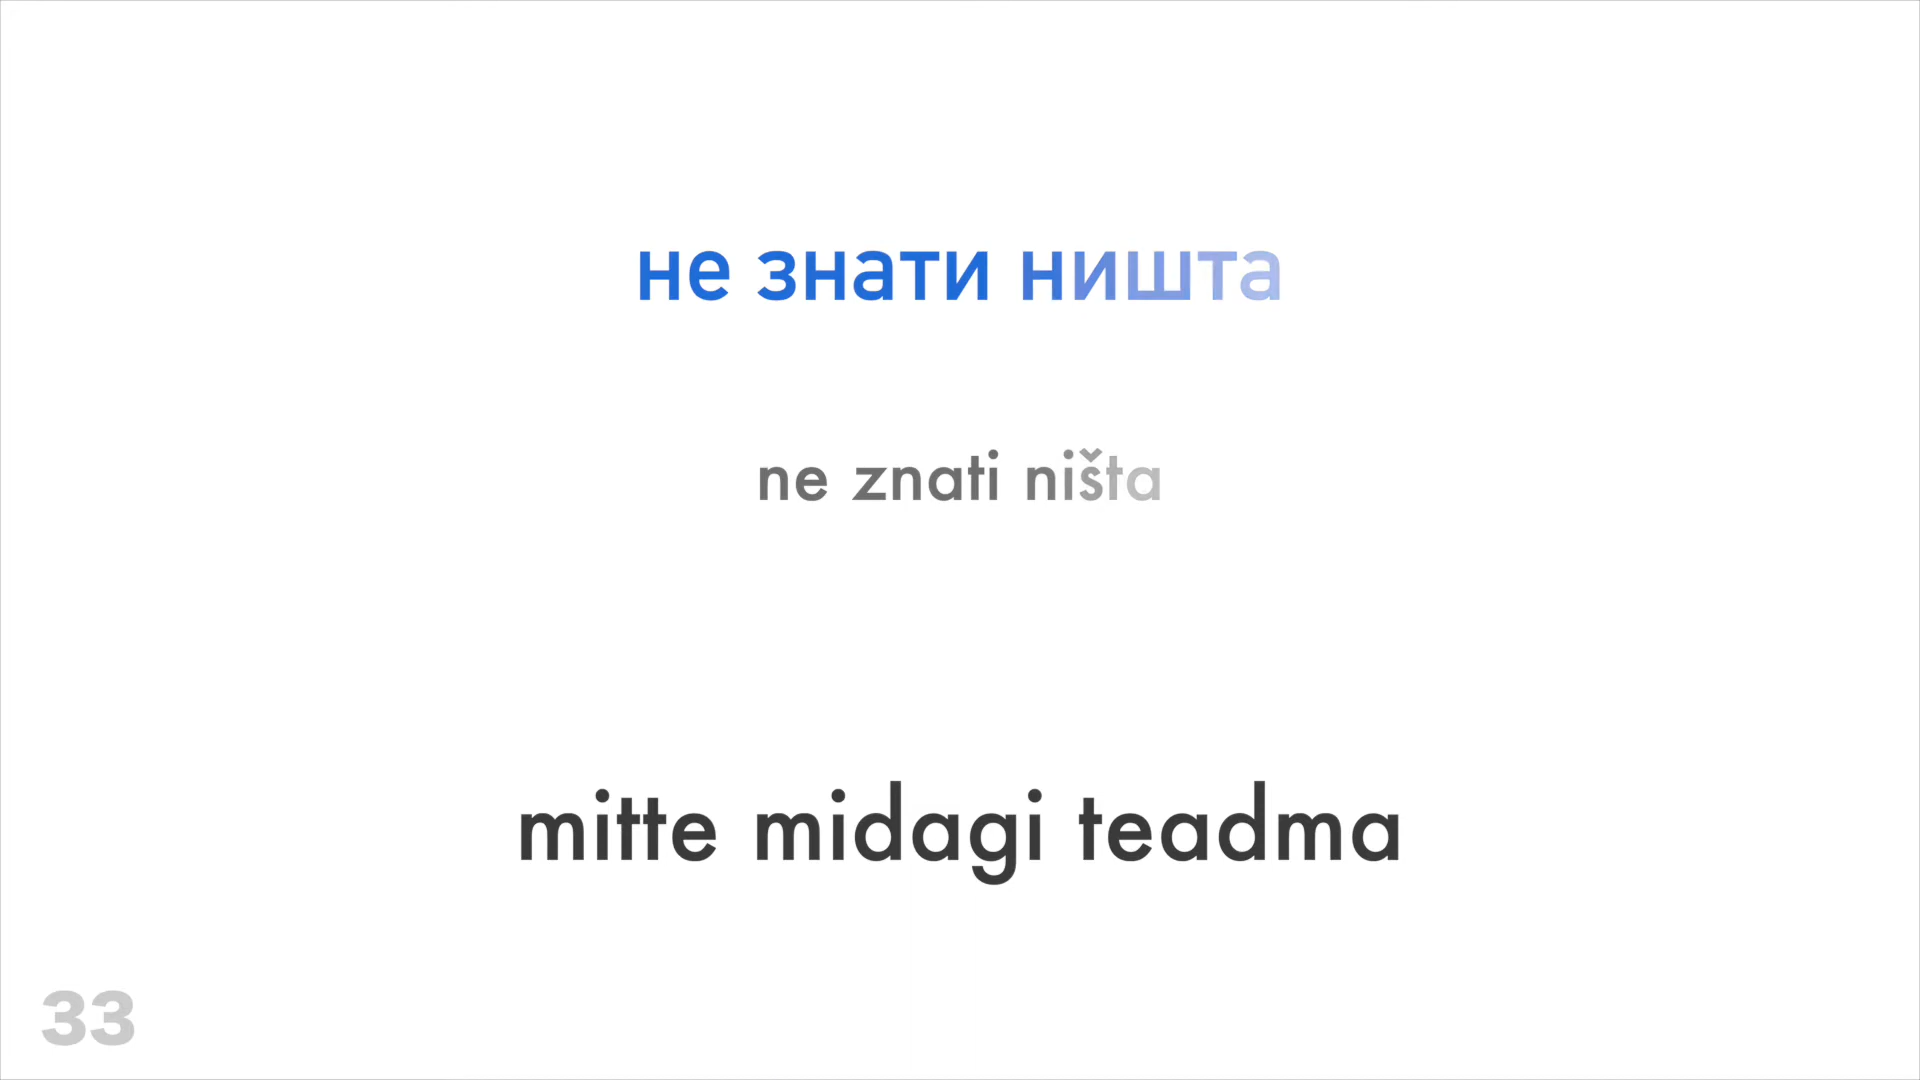 не знати ништа
ne znati ništa
mitte midagi teadma
33